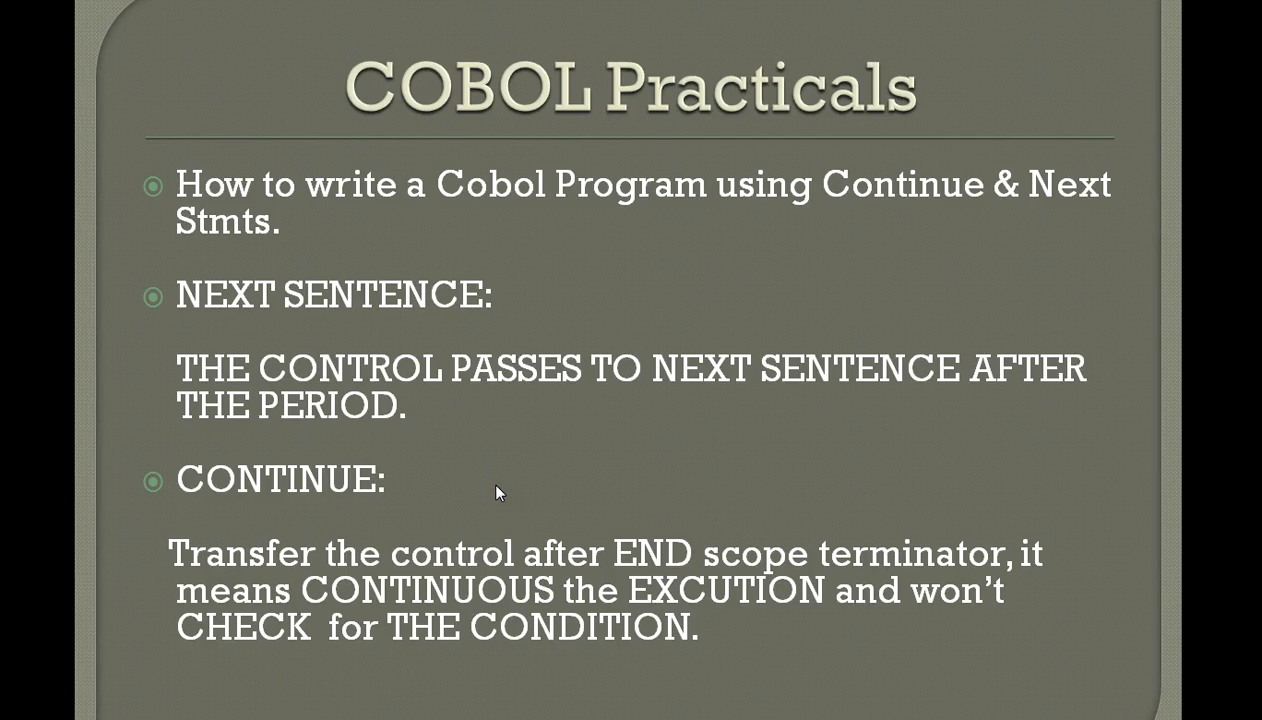 COBOL Practicals
How to write a Cobol Program using Continue & Next
Stmts.
NEXT SENTENCE:
THE CONTROL PASSES TO NEXT SENTENCE AFTER
THE PERIOD.
CONTINUE:
Transfer the control after END scope terminator, it
means CONTINUOUS the EXCUTION and won't
CHECK for THE CONDITION.